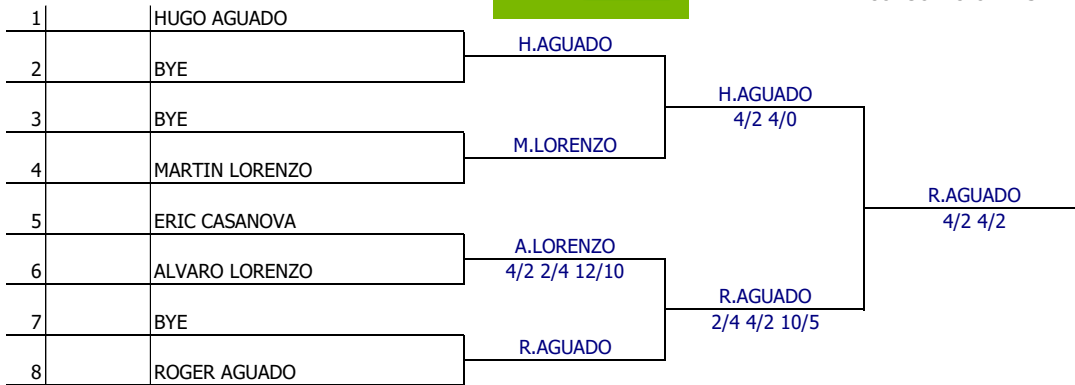 1 HUGO AGUADO
H.AGUADO
2 BYE
H.AGUADO
3 BYE
4/2 4/0
M.LORENZO
4 MARTIN LORENZO
R.AGUADO
5 ERIC CASANOVA
4/2 4/2
A.LORENZO
6 ALVARO LORENZO
4/2 2/4 12/10
R.AGUADO
7 BYE
2/4 4/2 10/5
R.AGUADO
8 ROGER AGUADO